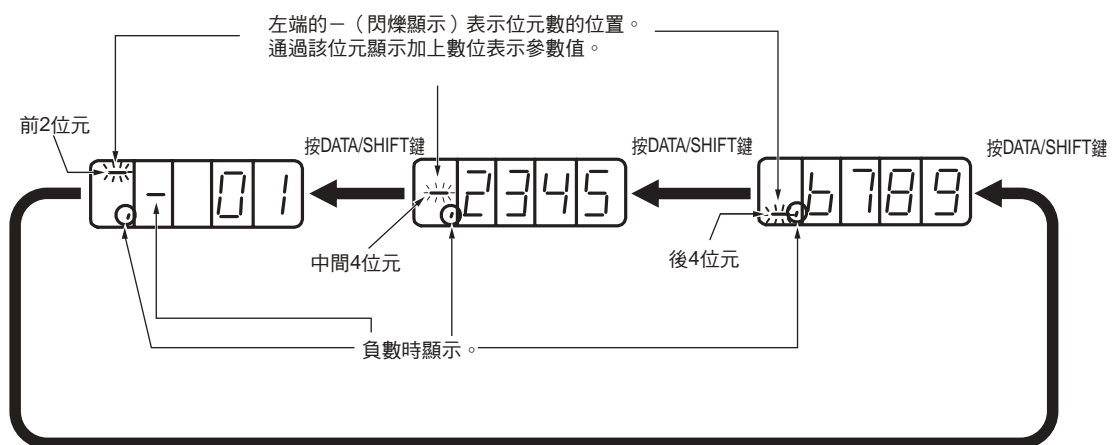 左端的－（閃爍顯示）表示位元數的位置。
通過該位元顯示加上數位表示參數值。
前2位元
按DATA/SHIFT鍵
按DATA/SHIFT鍵
按DATA/SHIFT鍵
- 01
2345
6789
中間4位元
後4位元
負數時顯示。